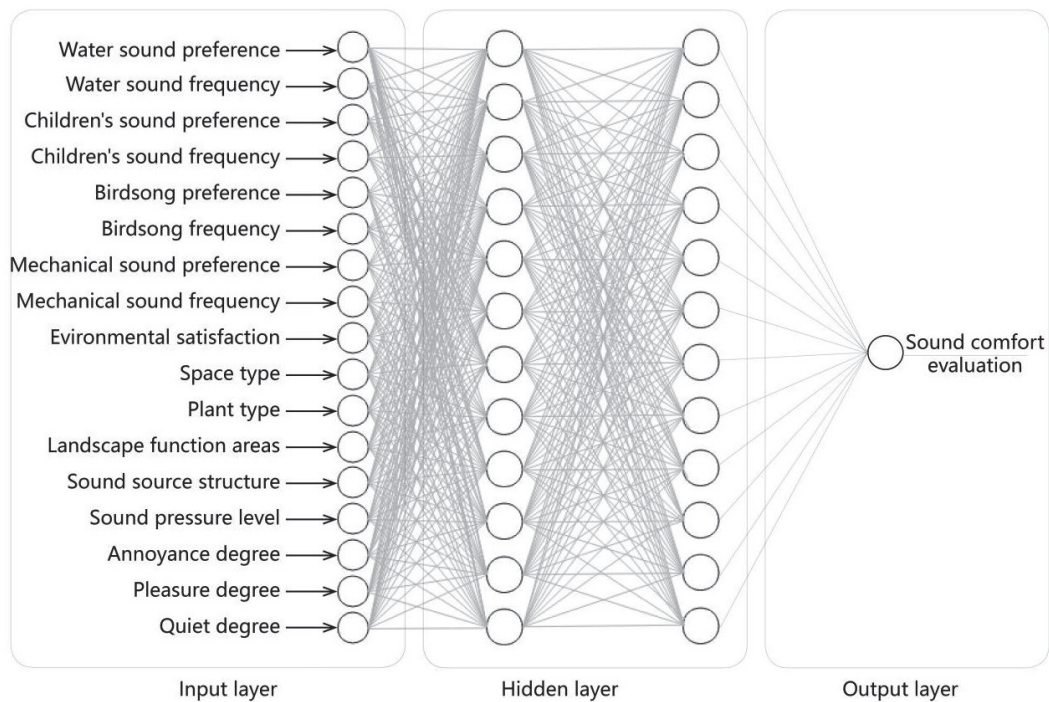 Water sound preference
Water sound frequency
Children's sound preference
Children's sound frequency
Birdsong preference
Birdsong frequency
Mechanical sound preference
Mechanical sound frequency
Evironmental satisfaction
Space type
Plant type
Landscape function areas
Sound source structure
Sound pressure level
Annoyance degree
Pleasure degree
Quiet degree
Sound comfort
evaluation
Input layer
Hidden layer
Output layer